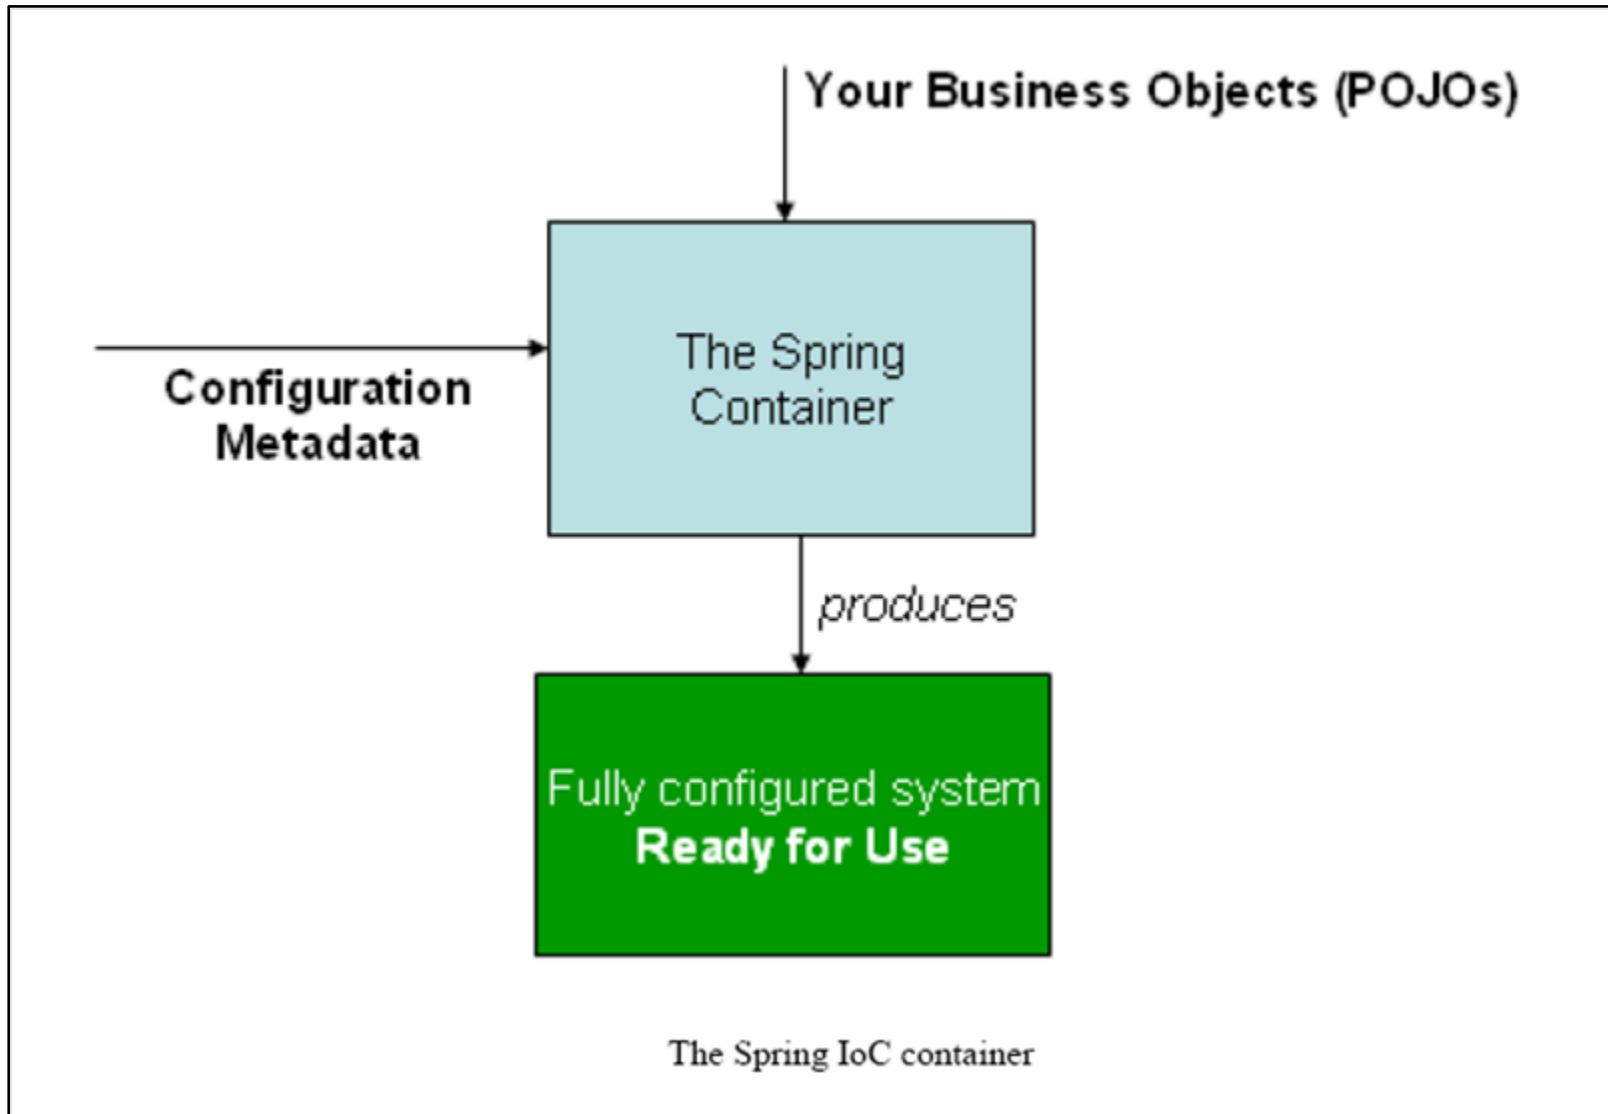 Your Business Objects (POJOs)
The Spring
Container
Configuration
Metadata
produces
Fully configured system
Ready for Use
The Spring IoC container